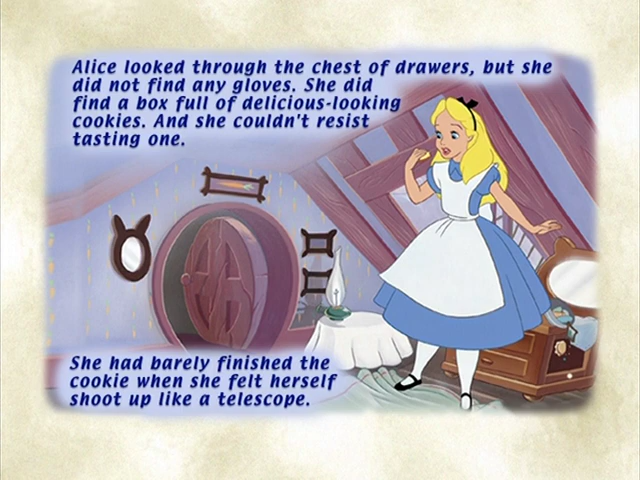 Alice looked through the chest of drawers, but she
did not find any gloves. She did
find a box full of delicious-looking
cookies. And she couldn't resist
tasting one.
She had barely finished the
cookie when she felt herself
shoot up like a telescope.